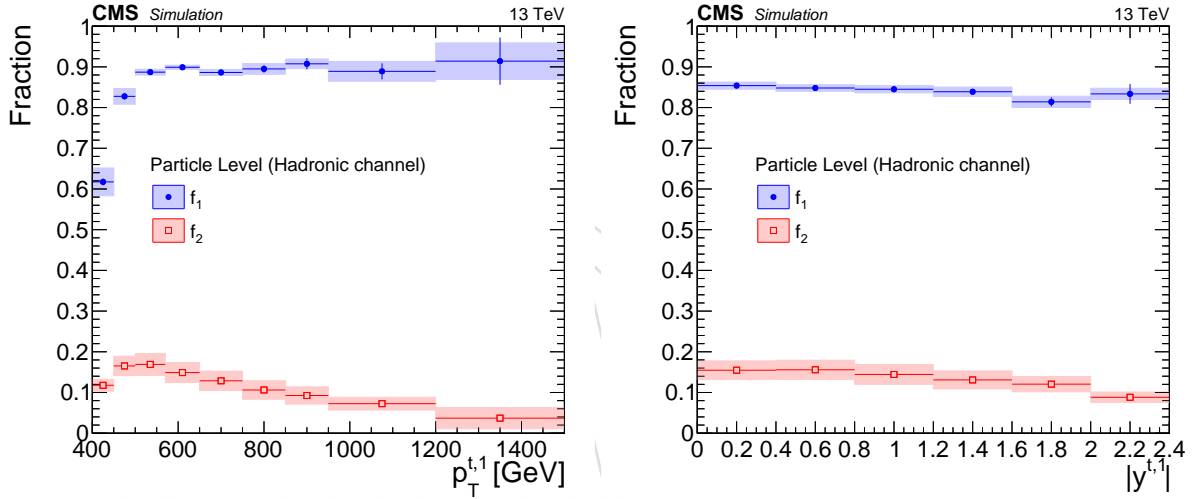 CMS Simulation 13 TeV
Fraction
1
0.9
0.8
0.7
0.6
0.5
0.4
0.3
0.2
0.1
0
Particle Level (Hadronic channel)
f1
f2
400 600 800 1000 1200 1400
p_T^{t,1} [GeV]
CMS Simulation 13 TeV
Fraction
1
0.9
0.8
0.7
0.6
0.5
0.4
0.3
0.2
0.1
0
Particle Level (Hadronic channel)
f1
f2
0 0.2 0.4 0.6 0.8 1 1.2 1.4 1.6 1.8 2 2.2 2.4
|y^{t,1}|